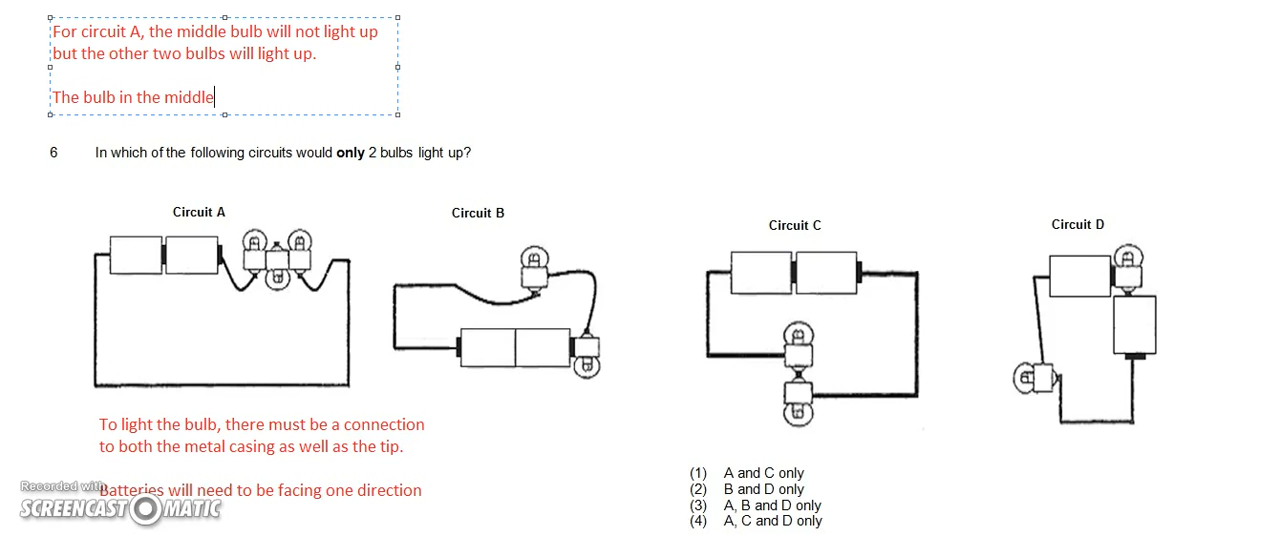 For circuit A, the middle bulb will not light up
but the other two bulbs will light up.
The bulb in the middle
6 In which of the following circuits would only 2 bulbs light up?
Circuit A
Circuit B
Circuit C
Circuit D
To light the bulb, there must be a connection
to both the metal casing as well as the tip.
Batteries will need to be facing one direction
(1) A and C only
(2) B and D only
(3) A, B and D only
(4) A, C and D only
Recorded with
SCREENCAST MATIC